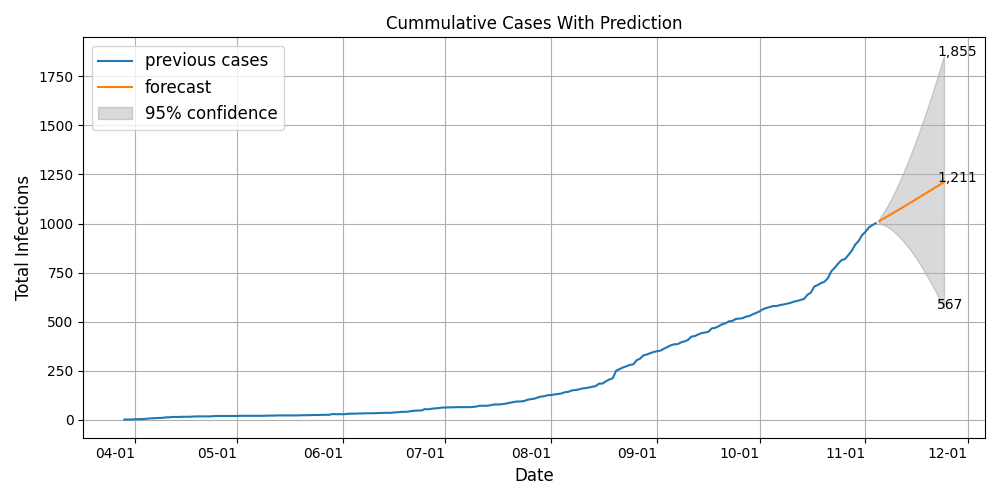 Cummulative Cases With Prediction
previous cases
forecast
95% confidence
1,855
1,211
567
Total Infections
1750
1500
1250
1000
750
500
250
0
04-01 05-01 06-01 07-01 08-01 09-01 10-01 11-01 12-01
Date